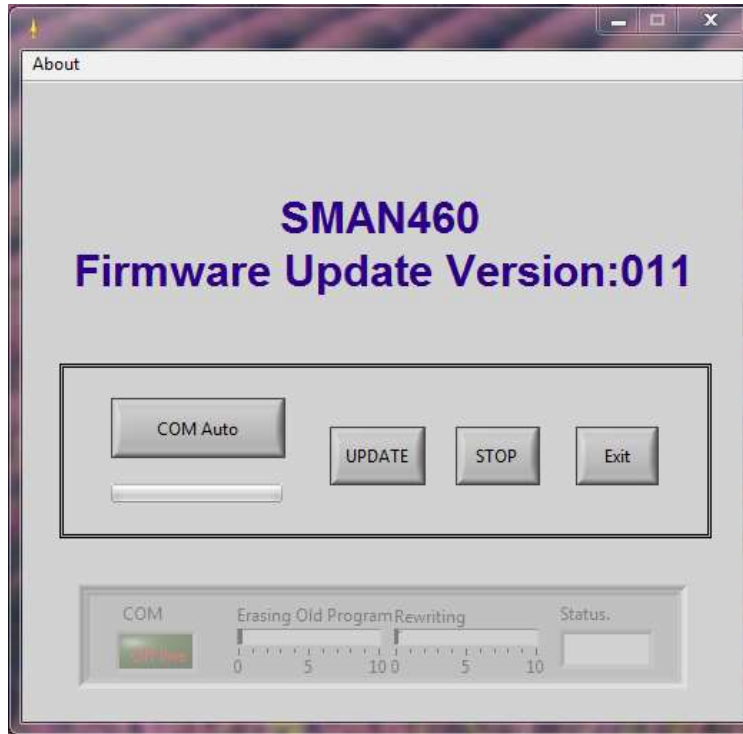 About
SMAN460
Firmware Update Version:011
COM Auto
UPDATE
STOP
Exit
COM
Erasing Old Program
Rewriting
Status.
0 5 10
0 5 10